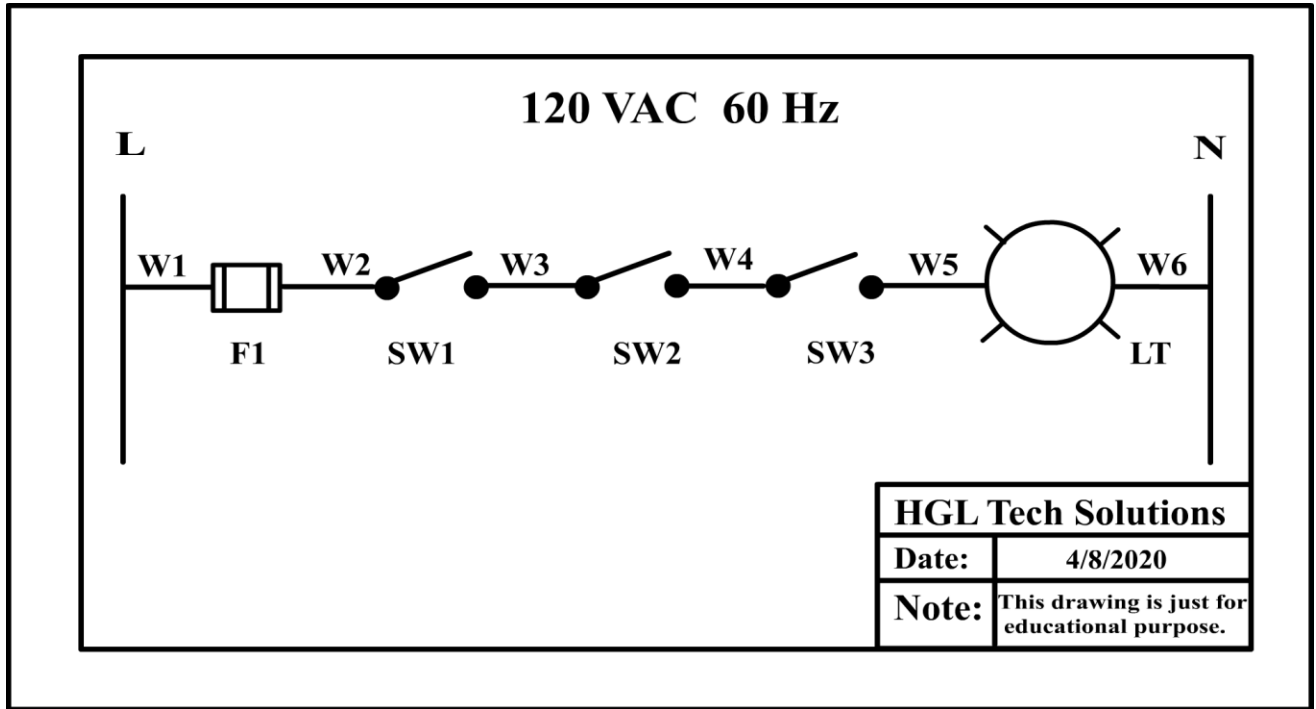 120 VAC 60 Hz
L
N
W1
W2
W3
W4
W5
W6
F1
SW1
SW2
SW3
LT
HGL Tech Solutions
Date: 4/8/2020
Note: This drawing is just for
educational purpose.